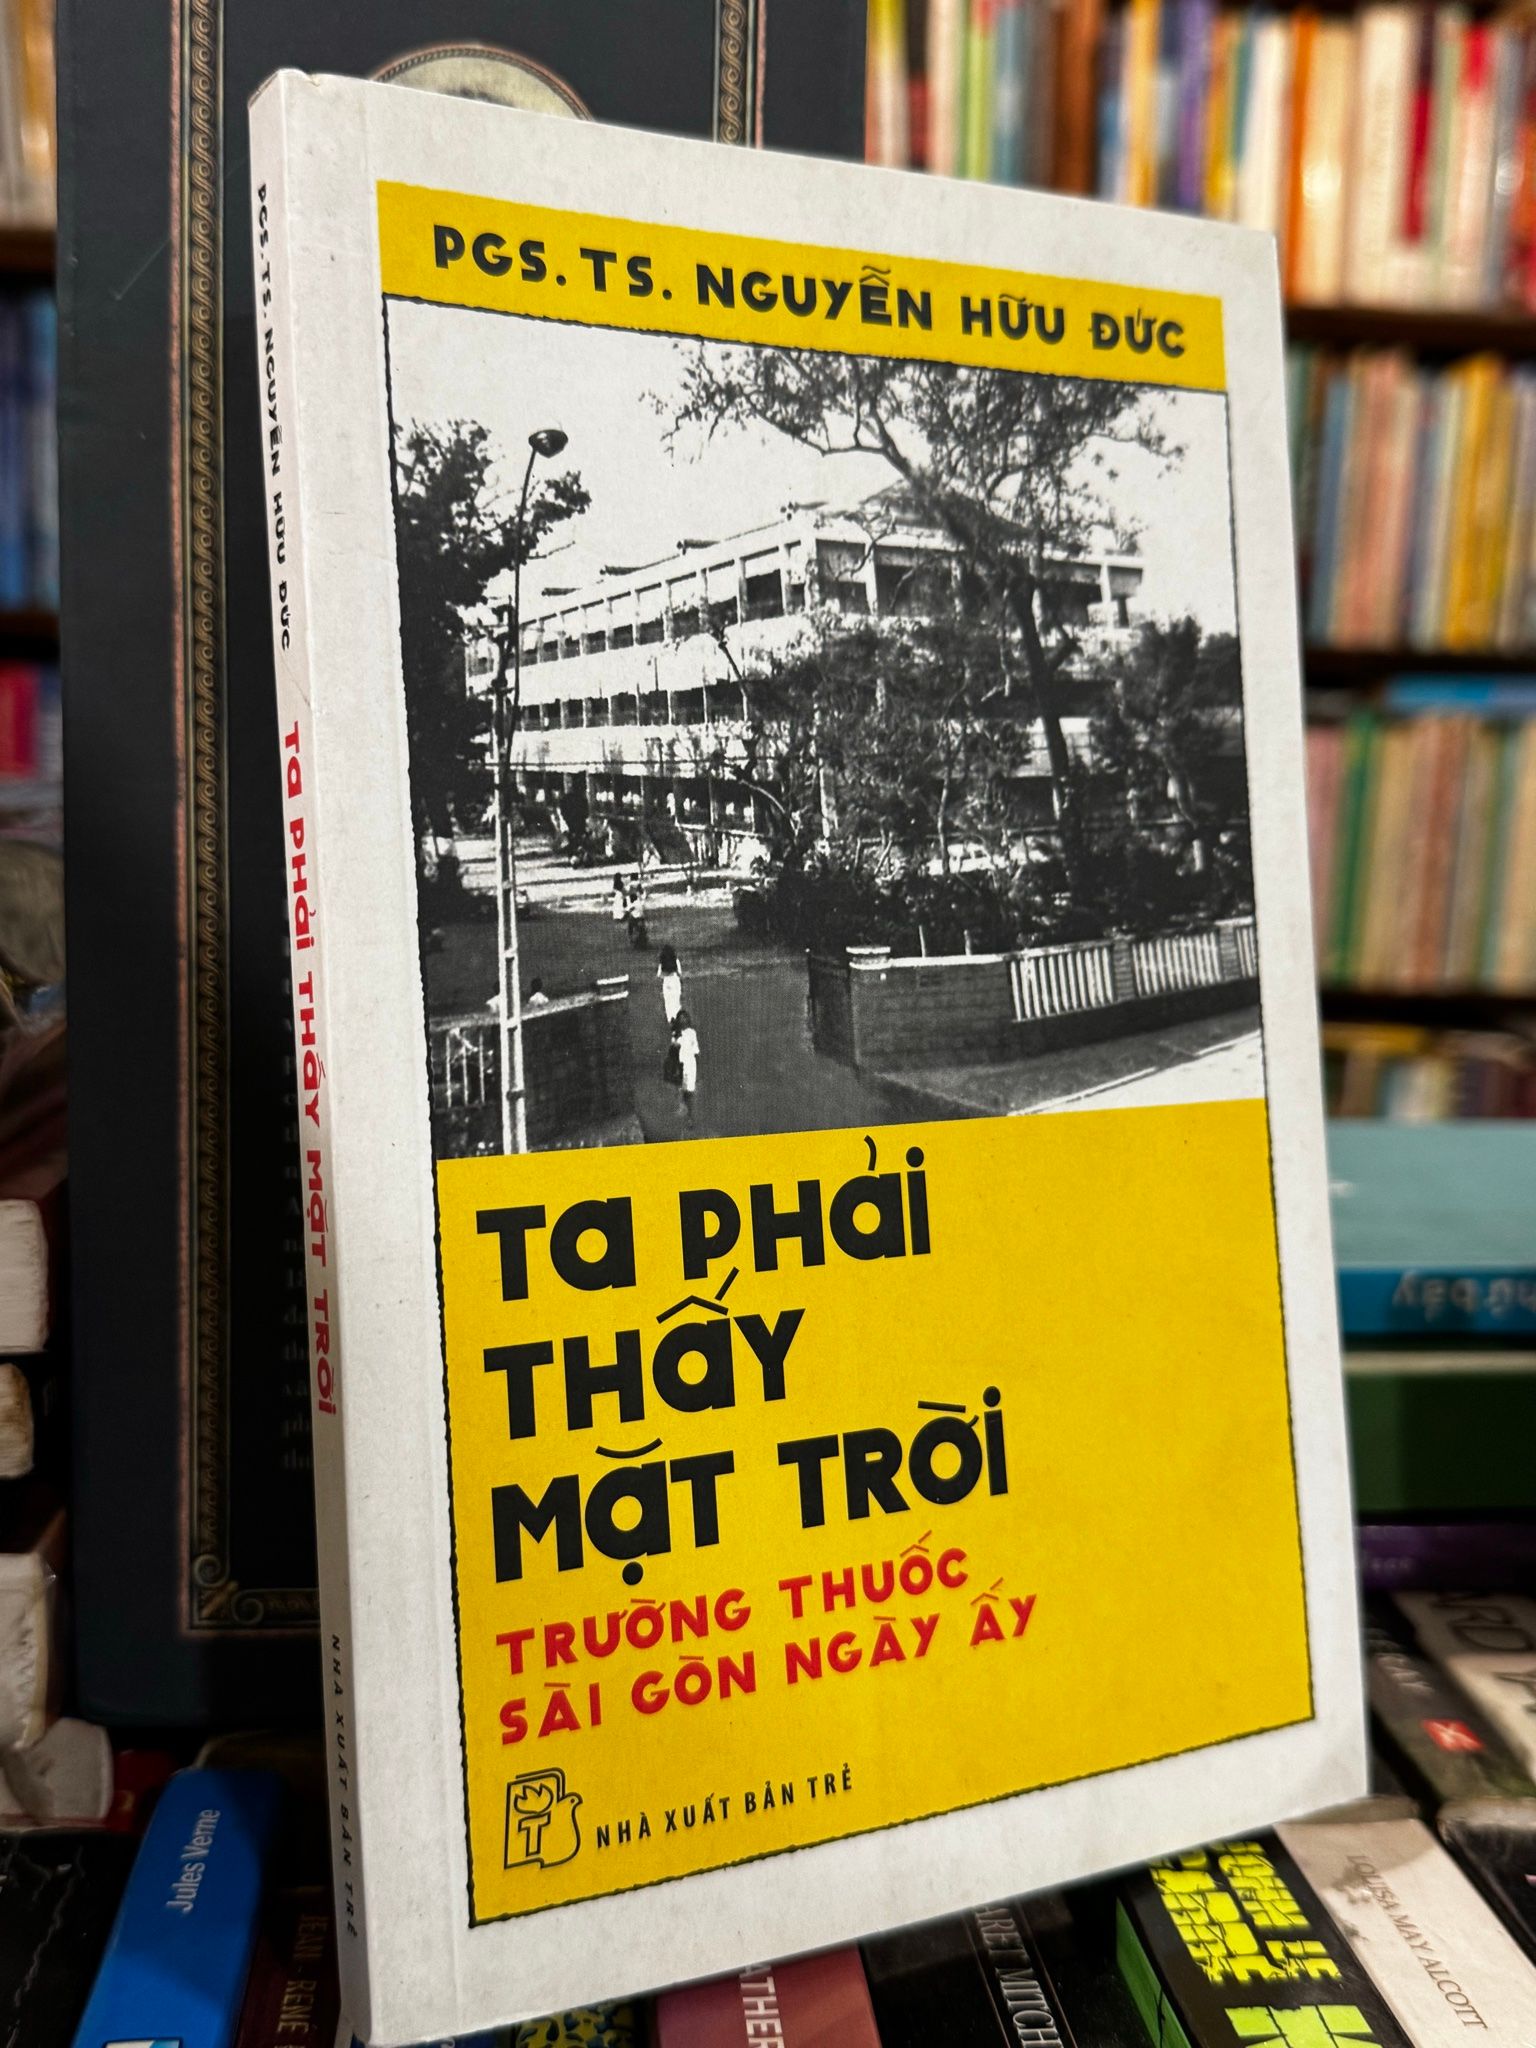 PGS. TS. NGUYỄN HỮU ĐỨC
TA PHẢI
THẤY
MẶT TRỜI
TRƯỜNG THUỐC
SÀI GÒN NGÀY ẤY
NHÀ XUẤT BẢN TRẺ
PGS. TS. NGUYỄN HỮU ĐỨC TA PHẢI THẤY MẶT TRỜI NHÀ XUẤT BẢN TRẺ
Jules Verne
JEAN-RENÉ
LOUISA MAY ALCOTT